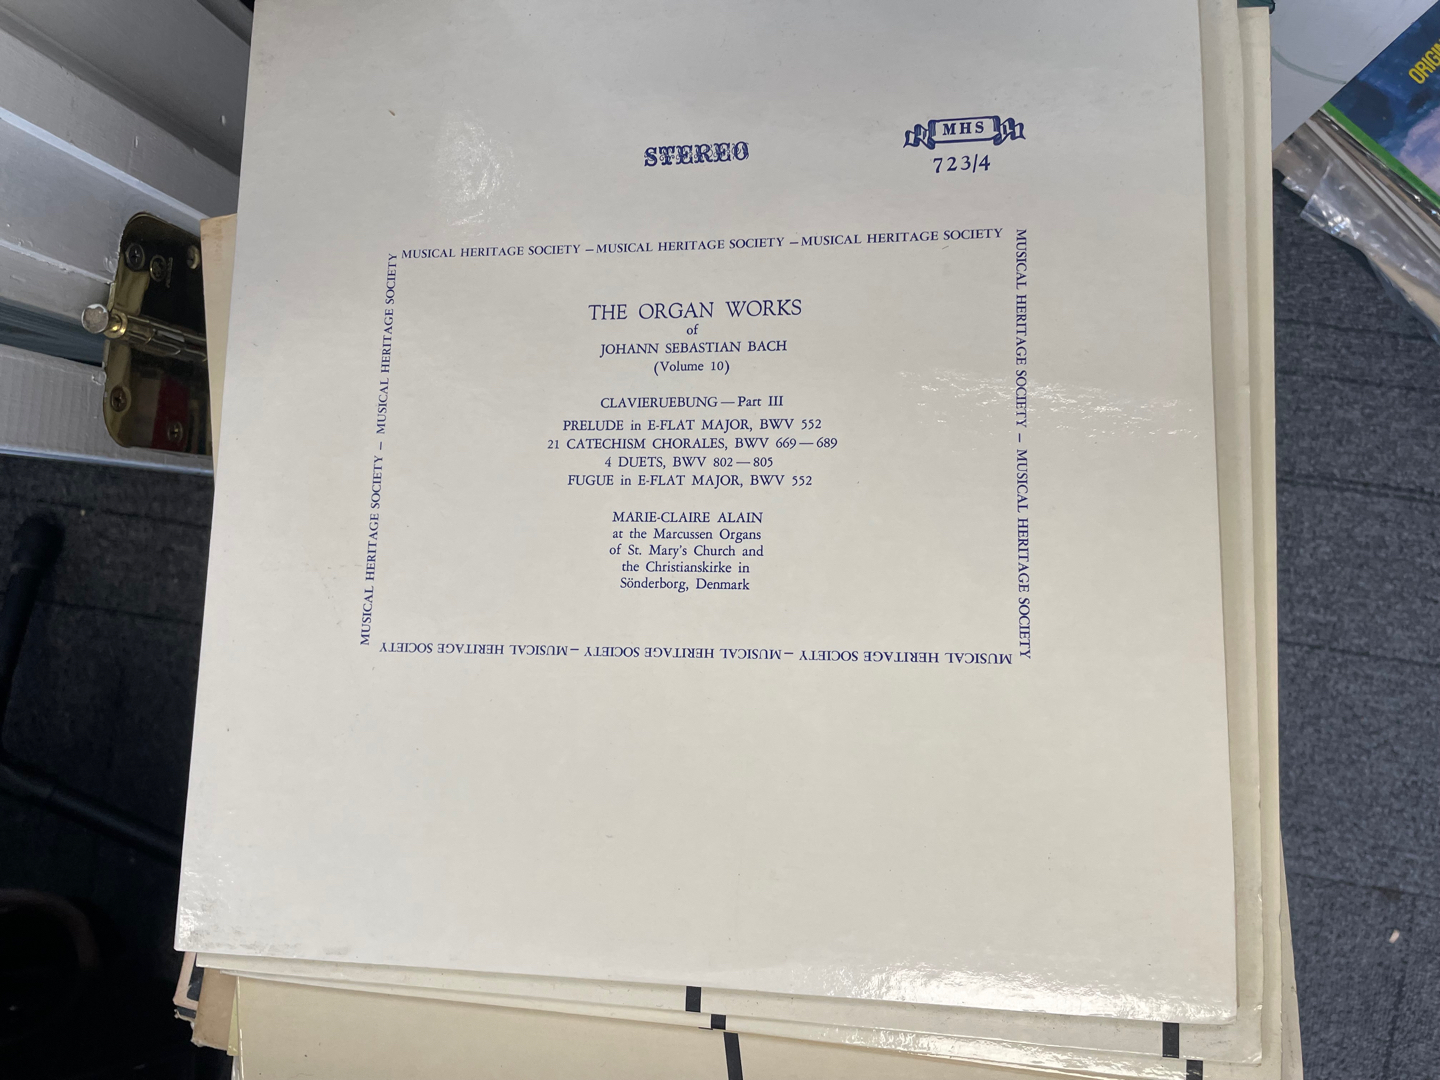 STEREO
MHS
723/4
MUSICAL HERITAGE SOCIETY – MUSICAL HERITAGE SOCIETY – MUSICAL HERITAGE SOCIETY
MUSICAL HERITAGE SOCIETY – MUSICAL HERITAGE SOCIETY
MUSICAL HERITAGE SOCIETY – MUSICAL HERITAGE SOCIETY – MUSICAL HERITAGE SOCIETY
MUSICAL HERITAGE SOCIETY – MUSICAL HERITAGE SOCIETY
THE ORGAN WORKS
of
JOHANN SEBASTIAN BACH
(Volume 10)
CLAVIERUEBUNG — Part III
PRELUDE in E-FLAT MAJOR, BWV 552
21 CATECHISM CHORALES, BWV 669 — 689
4 DUETS, BWV 802 — 805
FUGUE in E-FLAT MAJOR, BWV 552
MARIE-CLAIRE ALAIN
at the Marcussen Organs
of St. Mary's Church and
the Christianskirke in
Sönderborg, Denmark